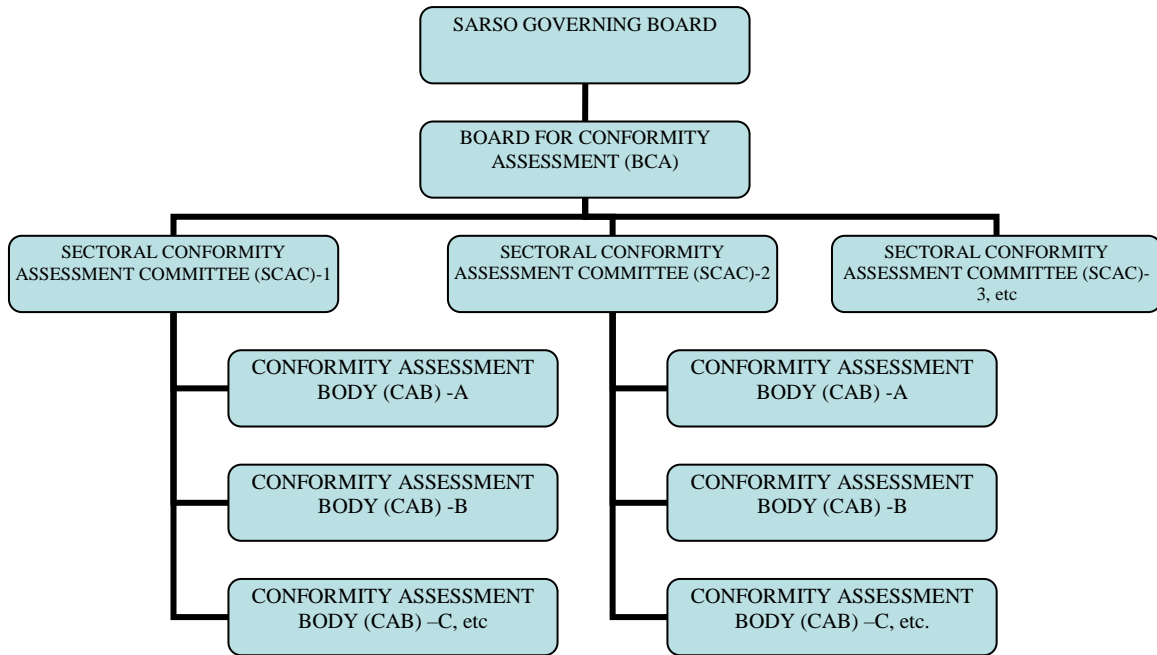 SARSO GOVERNING BOARD
BOARD FOR CONFORMITY
ASSESSMENT (BCA)
SECTORAL CONFORMITY
ASSESSMENT COMMITTEE (SCAC)-1
SECTORAL CONFORMITY
ASSESSMENT COMMITTEE (SCAC)-2
SECTORAL CONFORMITY
ASSESSMENT COMMITTEE (SCAC)-
3, etc
CONFORMITY ASSESSMENT
BODY (CAB) -A
CONFORMITY ASSESSMENT
BODY (CAB) -A
CONFORMITY ASSESSMENT
BODY (CAB) -B
CONFORMITY ASSESSMENT
BODY (CAB) -B
CONFORMITY ASSESSMENT
BODY (CAB) –C, etc
CONFORMITY ASSESSMENT
BODY (CAB) –C, etc.